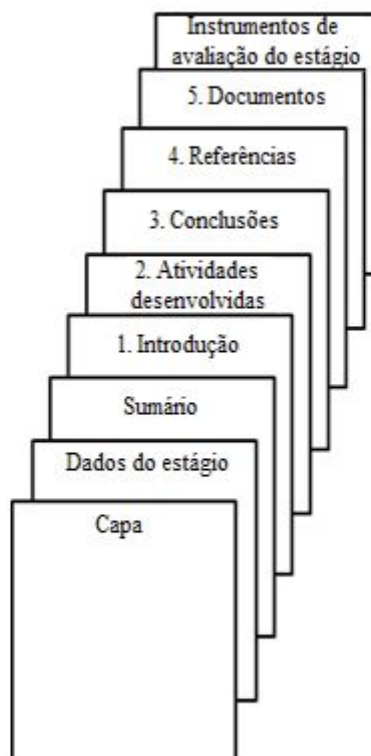 Instrumentos de
avaliação do estágio
5. Documentos
4. Referências
3. Conclusões
2. Atividades
desenvolvidas
1. Introdução
Sumário
Dados do estágio
Capa